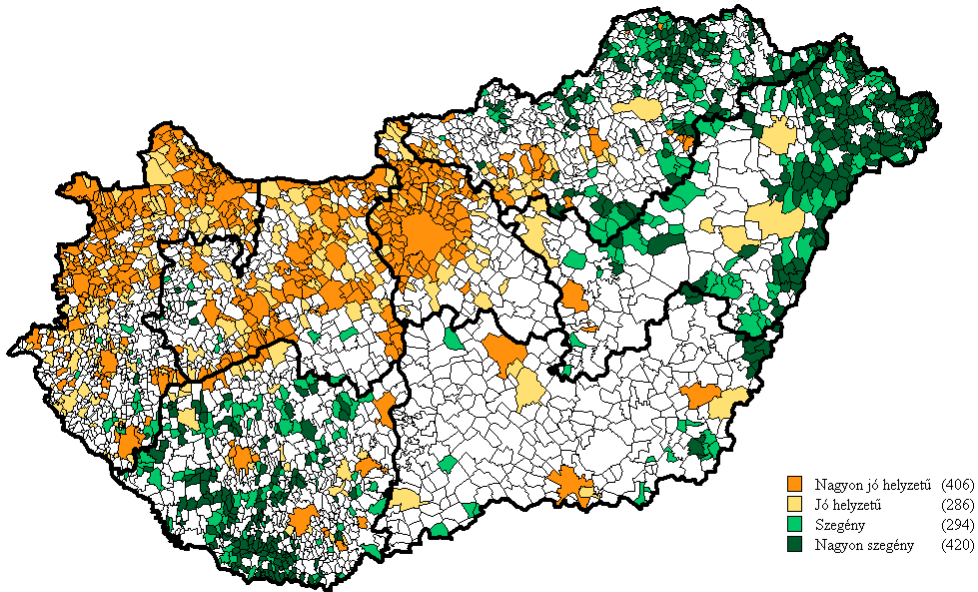 Nagyon jó helyzetű (406)
Jó helyzetű (286)
Szegény (294)
Nagyon szegény (420)